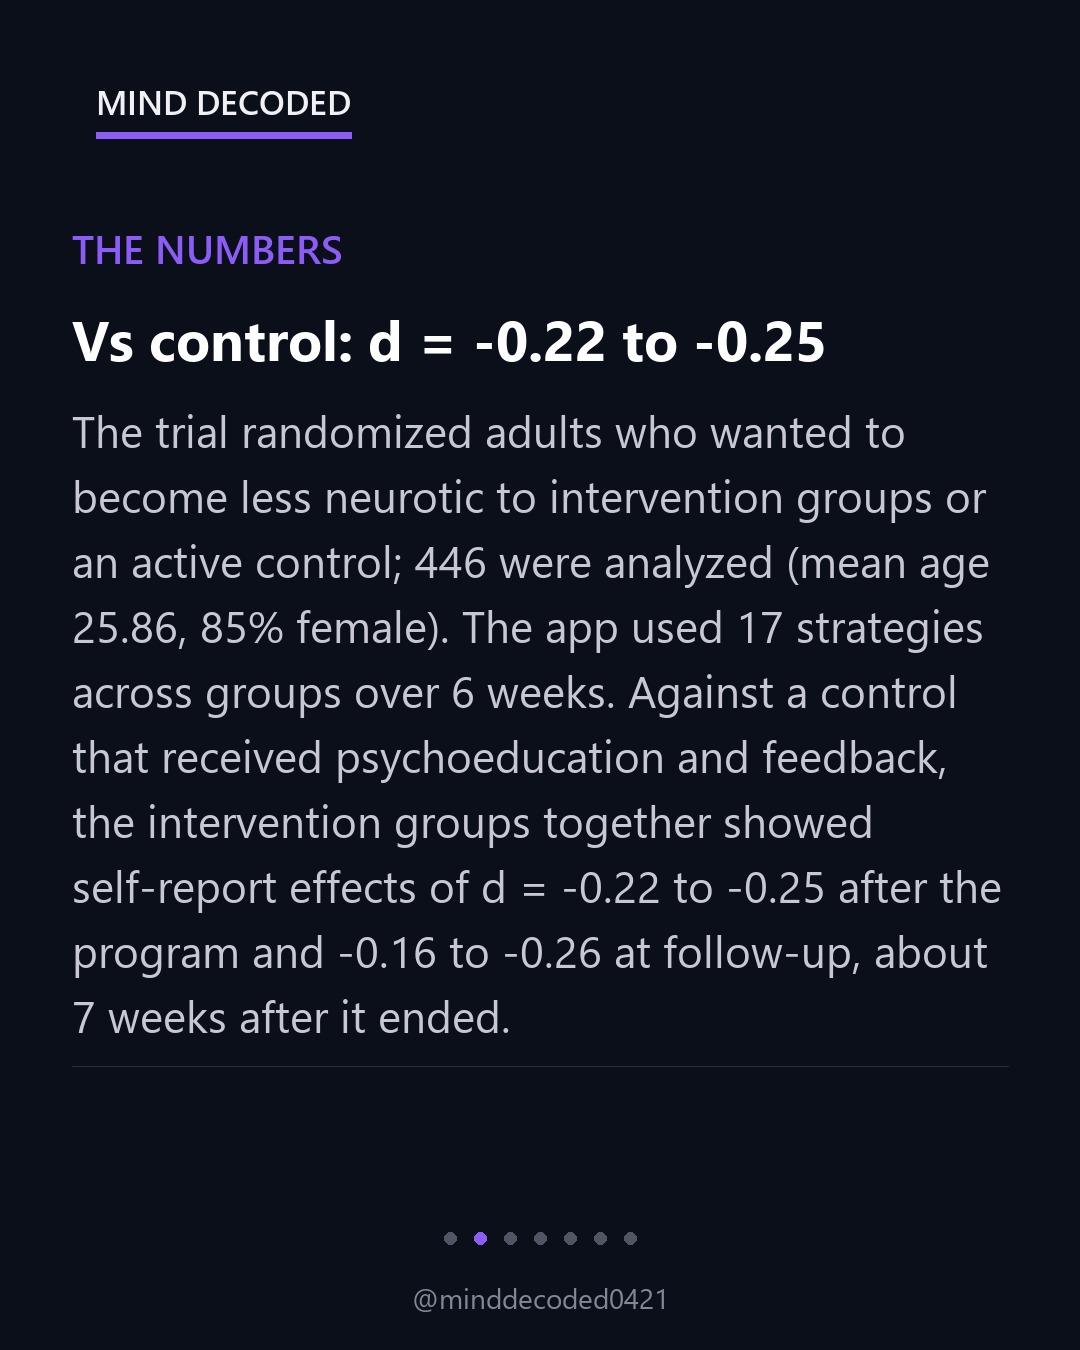 MIND DECODED
THE NUMBERS
Vs control: d = -0.22 to -0.25
The trial randomized adults who wanted to
become less neurotic to intervention groups or
an active control; 446 were analyzed (mean age
25.86, 85% female). The app used 17 strategies
across groups over 6 weeks. Against a control
that received psychoeducation and feedback,
the intervention groups together showed
self-report effects of d = -0.22 to -0.25 after the
program and -0.16 to -0.26 at follow-up, about
7 weeks after it ended.
@minddecoded0421